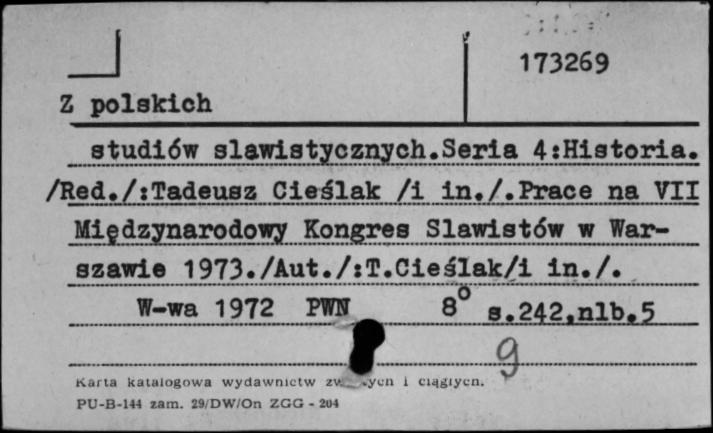 173269
Z polskich
studiów slawistycznych.Seria 4:Historia.
/Red./:Tadeusz Cieślak /i in./.Prace na VII
Międzynarodowy Kongres Slawistów w War-
szawie 1973./Aut./:T.Cieślak/i in./.
W-wa 1972 PWN 8° s.242,nlb.5
9
Karta katalogowa wydawnictw i ciągłych.
PU-B-144 zam. 29/DW/On ZGG - 204